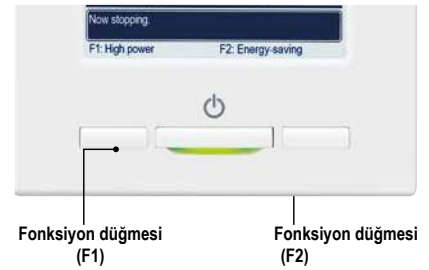 Now stopping.
F1: High power F2: Energy-saving
Fonksiyon düğmesi
(F1)
Fonksiyon düğmesi
(F2)